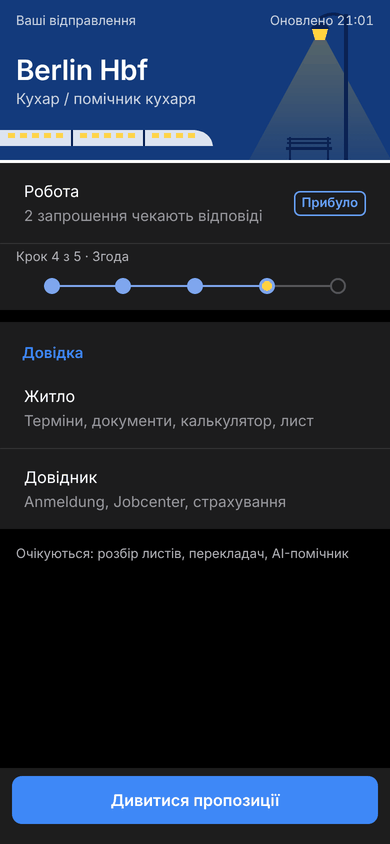 Ваші відправлення
Оновлено 21:01
Berlin Hbf
Кухар / помічник кухаря
Робота
2 запрошення чекають відповіді
Прибуло
Крок 4 з 5 · Згода
Довідка
Житло
Терміни, документи, калькулятор, лист
Довідник
Anmeldung, Jobcenter, страхування
Очікуються: розбір листів, перекладач, AI-помічник
Дивитися пропозиції